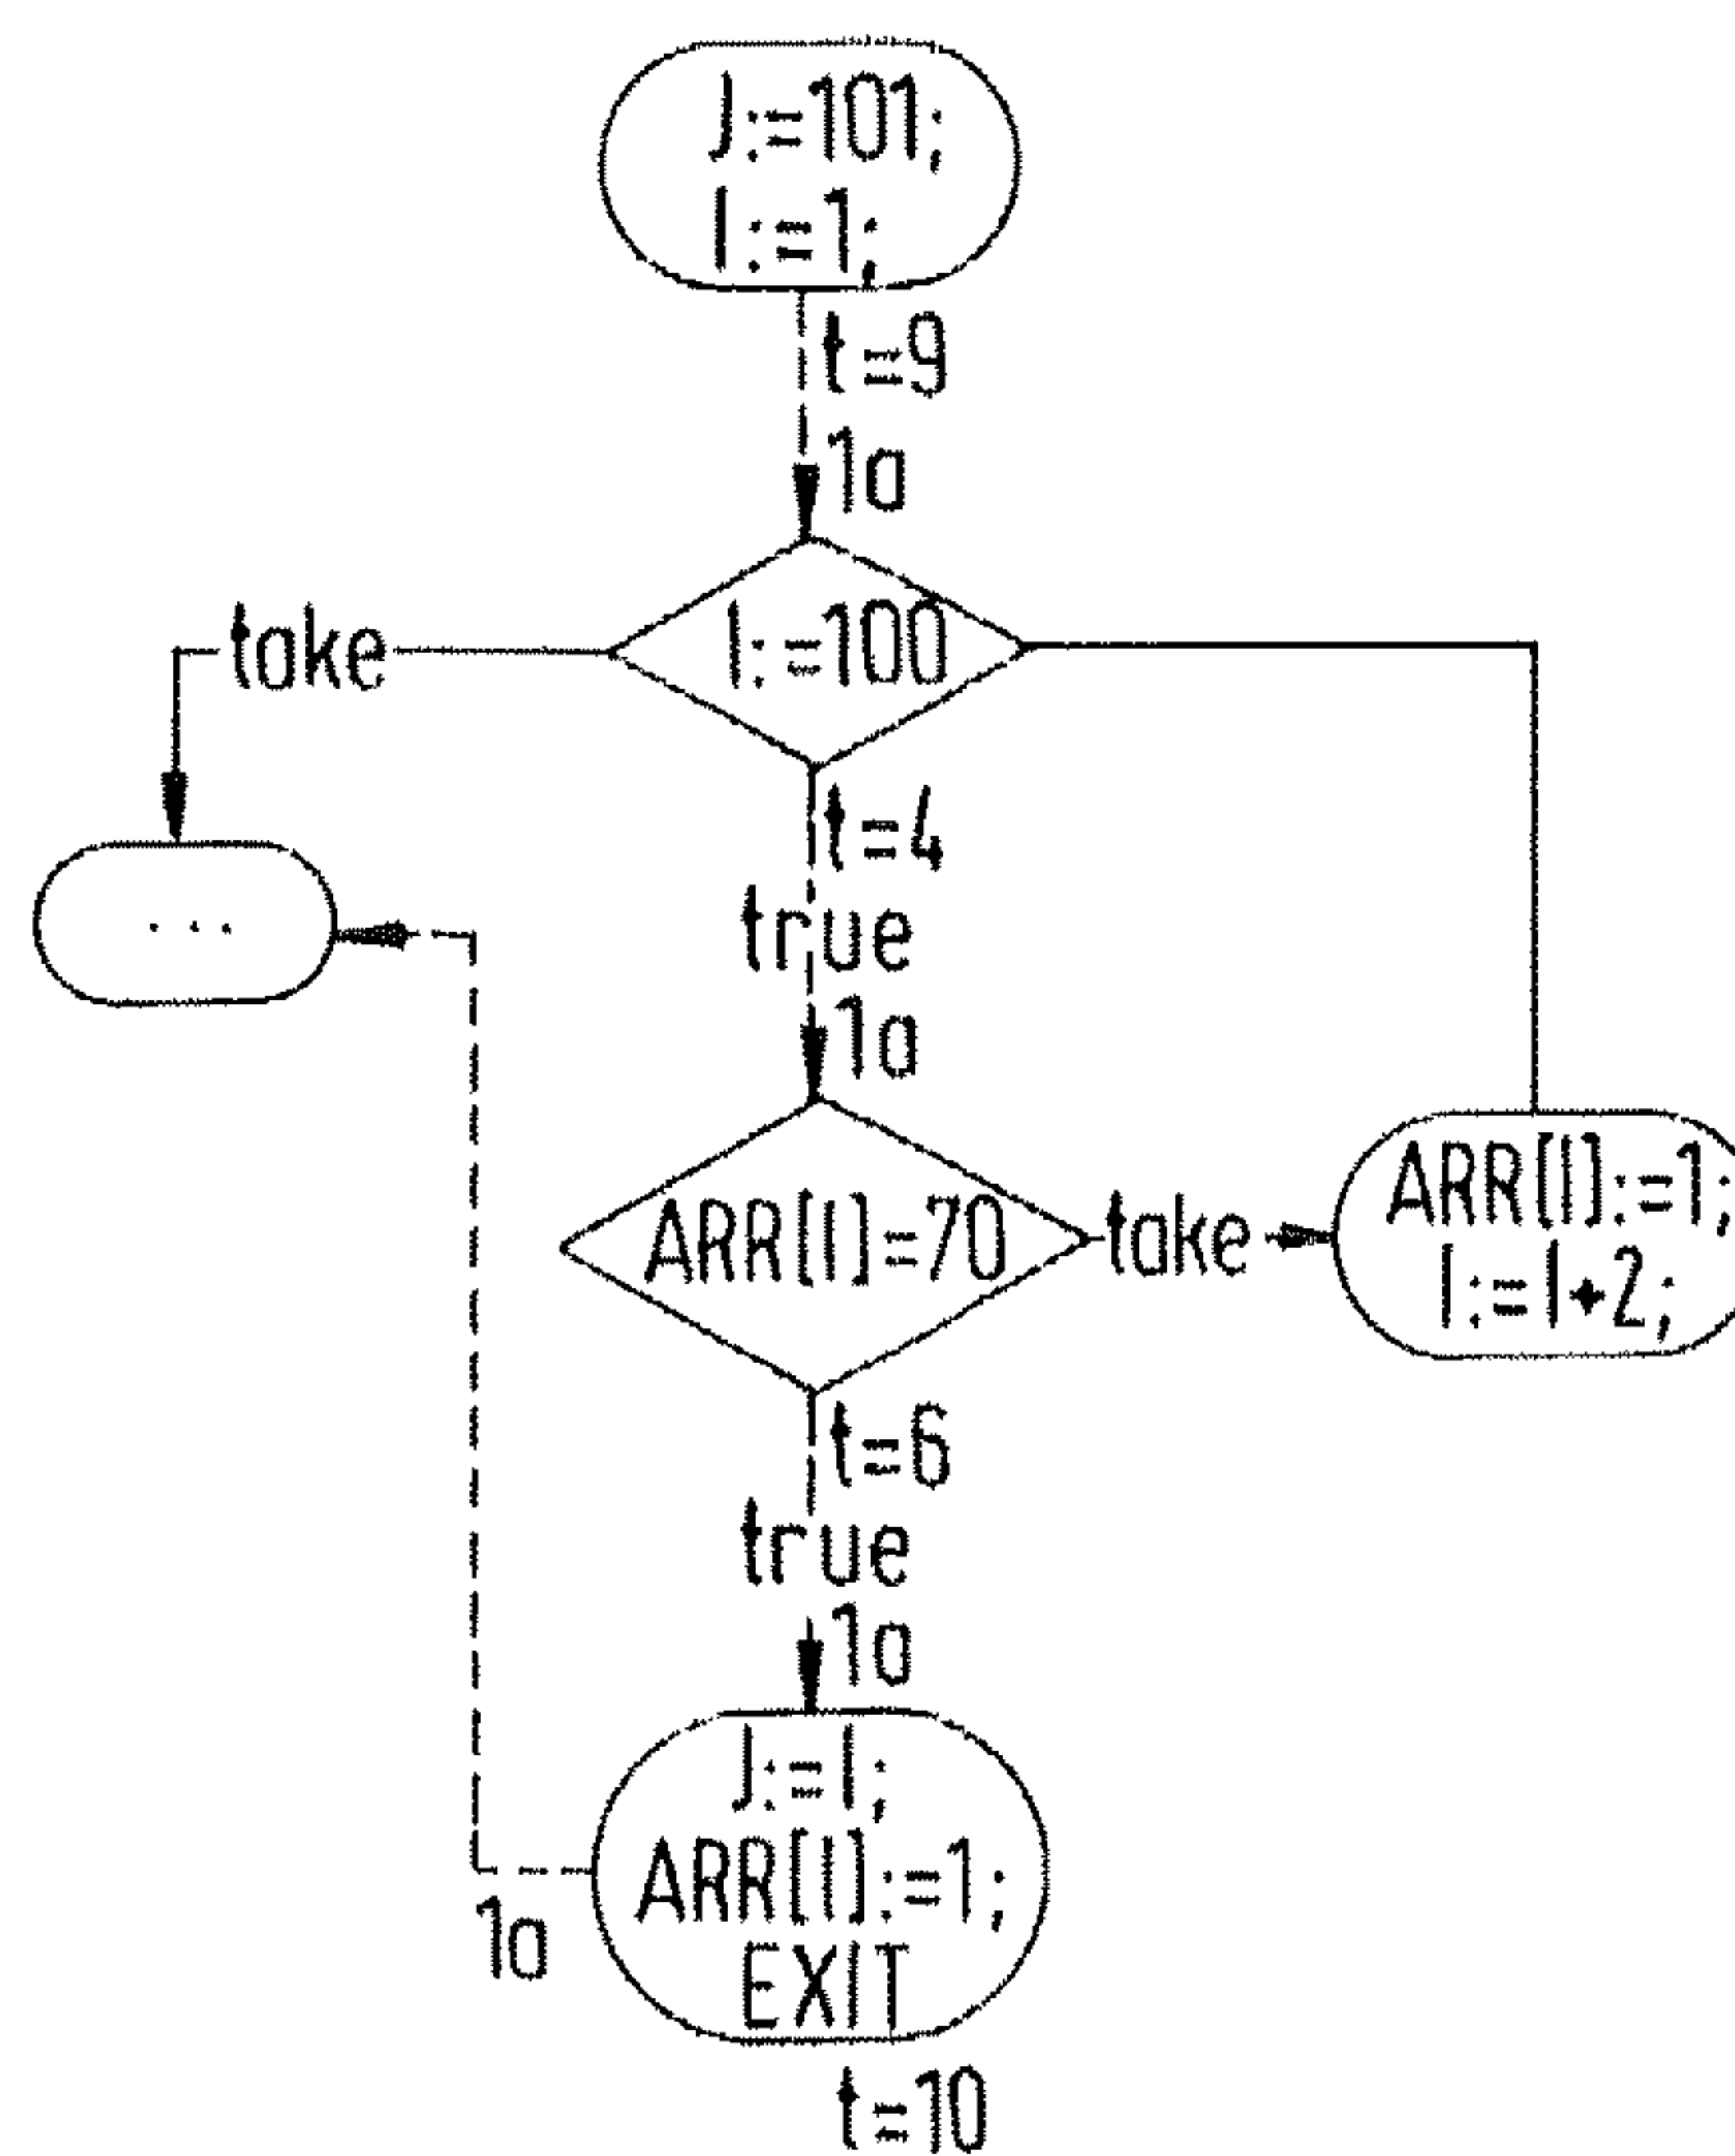 J:=101;
I:=1;
t=9
1a
take
I:=100
t=4
true
1a
...
ARR(I)=70
take
ARR(I):=1;
I:=I+2;
t=6
true
1a
J:=I;
ARR(I):=1;
EXIT
1a
t=10